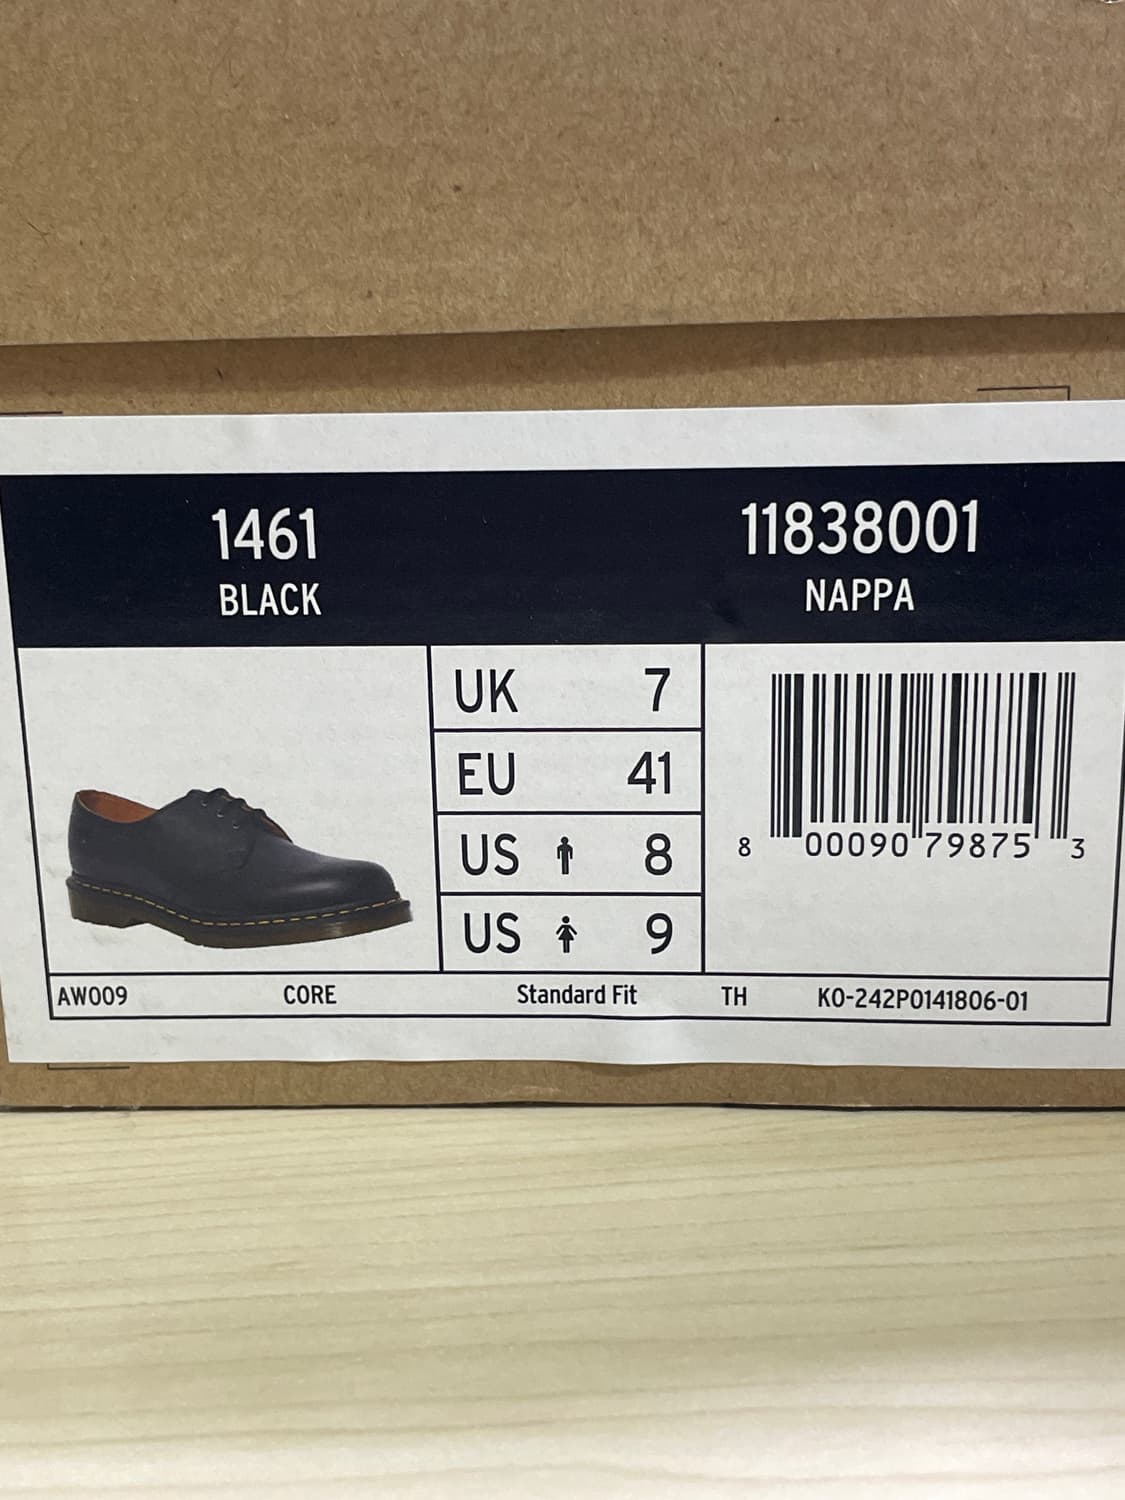 1461
BLACK
11838001
NAPPA
UK 7
EU 41
US 8
US 9
8 00090 79875 3
AW009 CORE Standard Fit TH KO-242P0141806-01